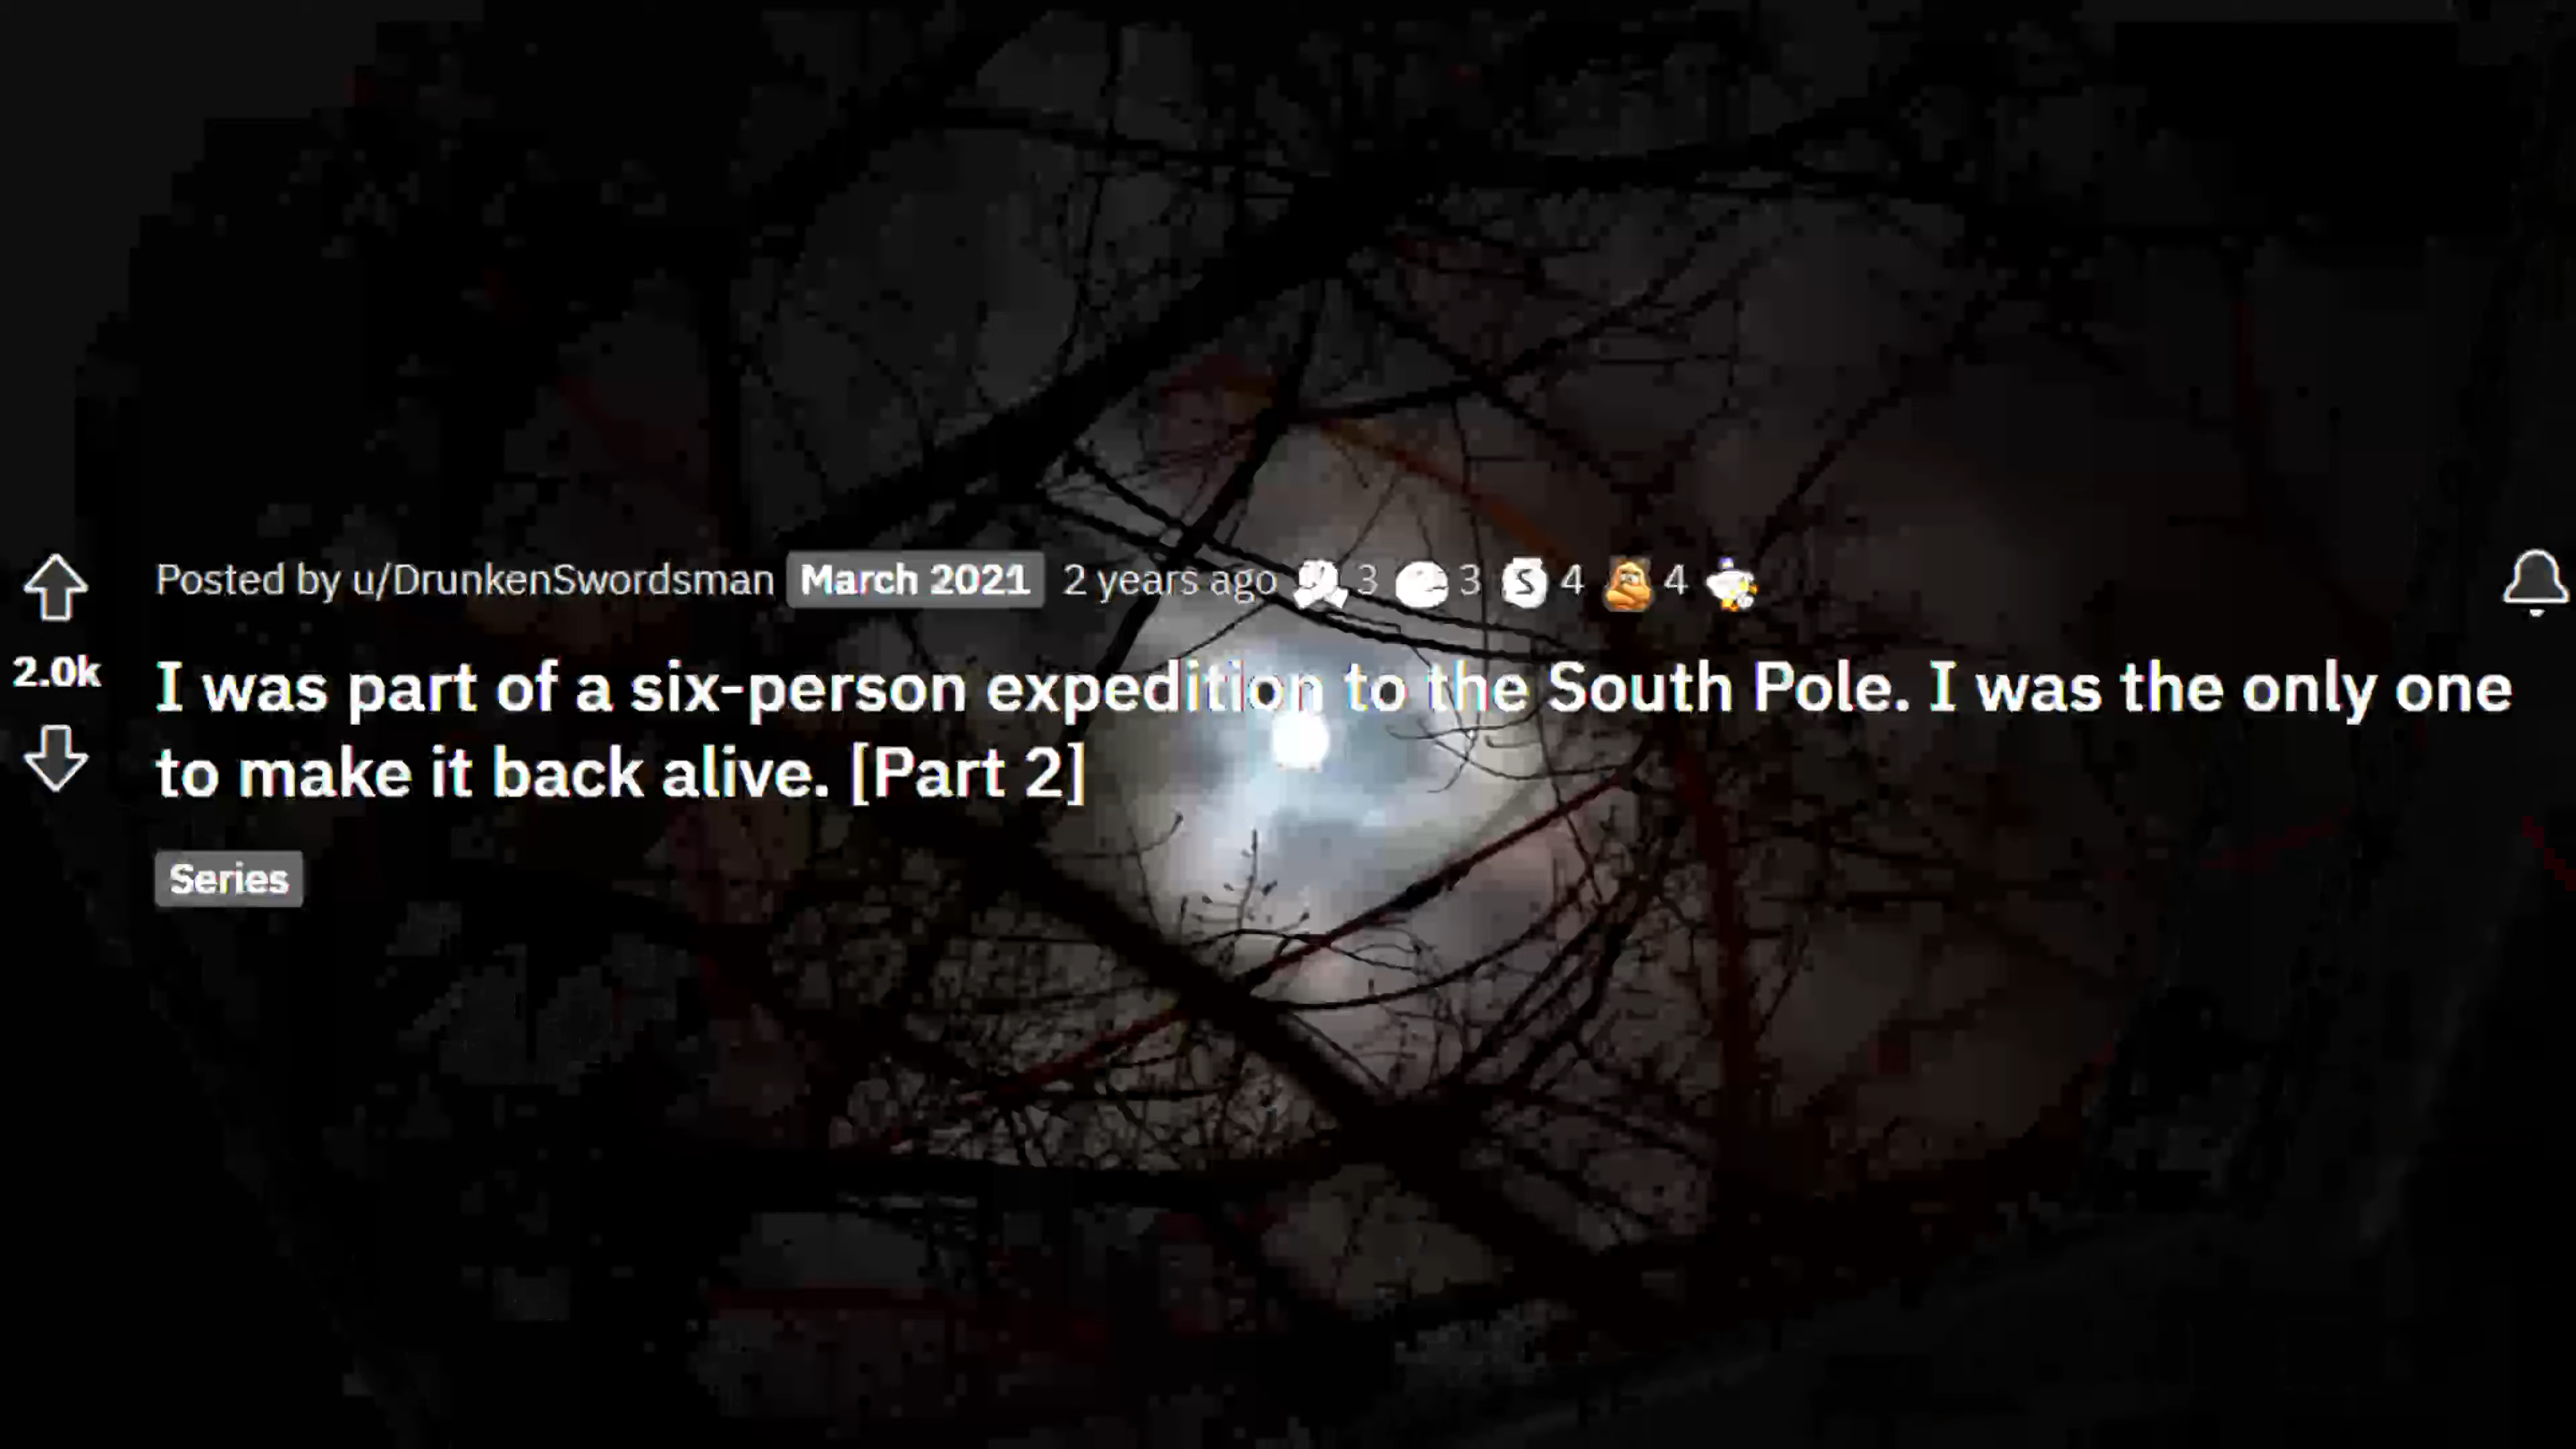 Posted by u/DrunkenSwordsman March 2021 2 years ago 3 3 S 4 4
2.0k
I was part of a six-person expedition to the South Pole. I was the only one
to make it back alive. [Part 2]
Series